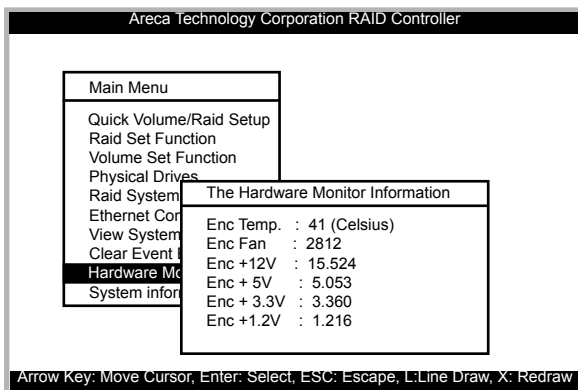 Areca Technology Corporation RAID Controller
Main Menu
Quick Volume/Raid Setup
Raid Set Function
Volume Set Function
Physical Drives
Raid System
Ethernet Con
View System
Clear Event
Hardware Mo
System infor
The Hardware Monitor Information
Enc Temp. : 41 (Celsius)
Enc Fan : 2812
Enc +12V : 15.524
Enc + 5V : 5.053
Enc + 3.3V : 3.360
Enc +1.2V : 1.216
Arrow Key: Move Cursor, Enter: Select, ESC: Escape, L:Line Draw, X: Redraw